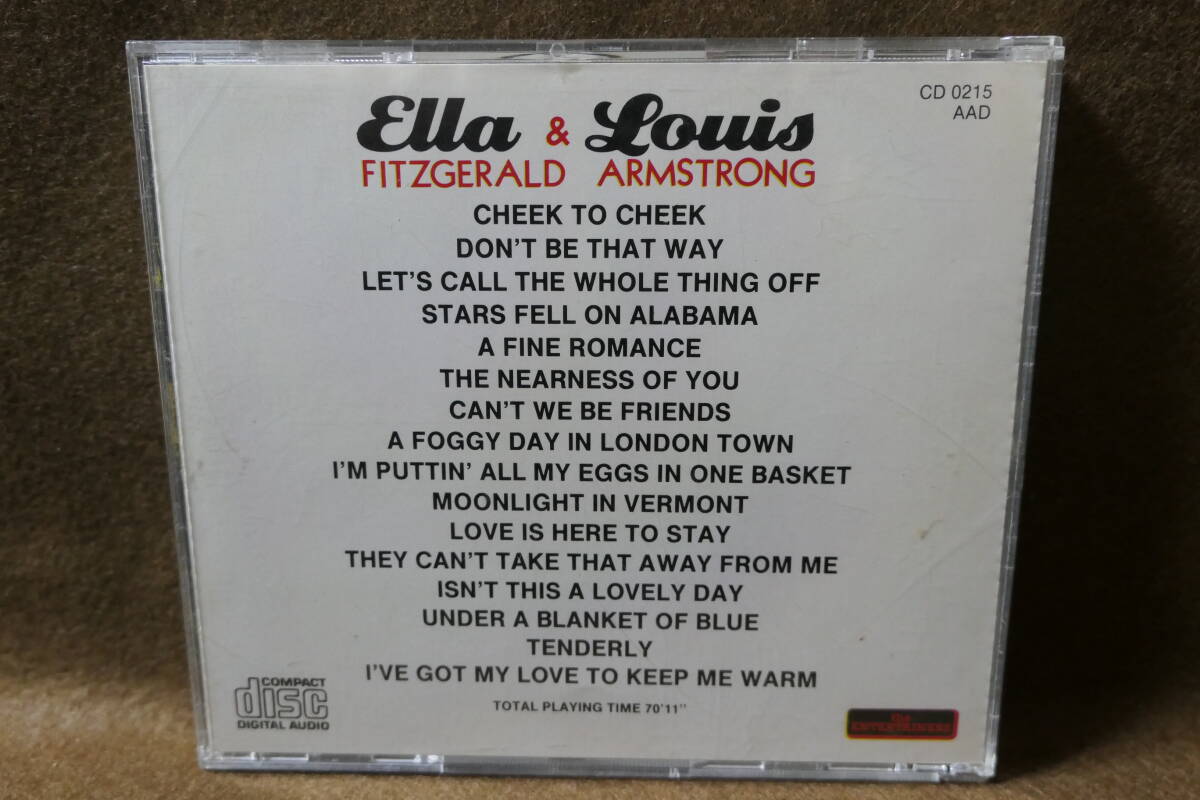 CD 0215
AAD
Ella & Louis
FITZGERALD ARMSTRONG
CHEEK TO CHEEK
DON'T BE THAT WAY
LET'S CALL THE WHOLE THING OFF
STARS FELL ON ALABAMA
A FINE ROMANCE
THE NEARNESS OF YOU
CAN'T WE BE FRIENDS
A FOGGY DAY IN LONDON TOWN
I'M PUTTIN' ALL MY EGGS IN ONE BASKET
MOONLIGHT IN VERMONT
LOVE IS HERE TO STAY
THEY CAN'T TAKE THAT AWAY FROM ME
ISN'T THIS A LOVELY DAY
UNDER A BLANKET OF BLUE
TENDERLY
I'VE GOT MY LOVE TO KEEP ME WARM
TOTAL PLAYING TIME 70'11"
COMPACT
disc
DIGITAL AUDIO
the
ENTERTAINERS